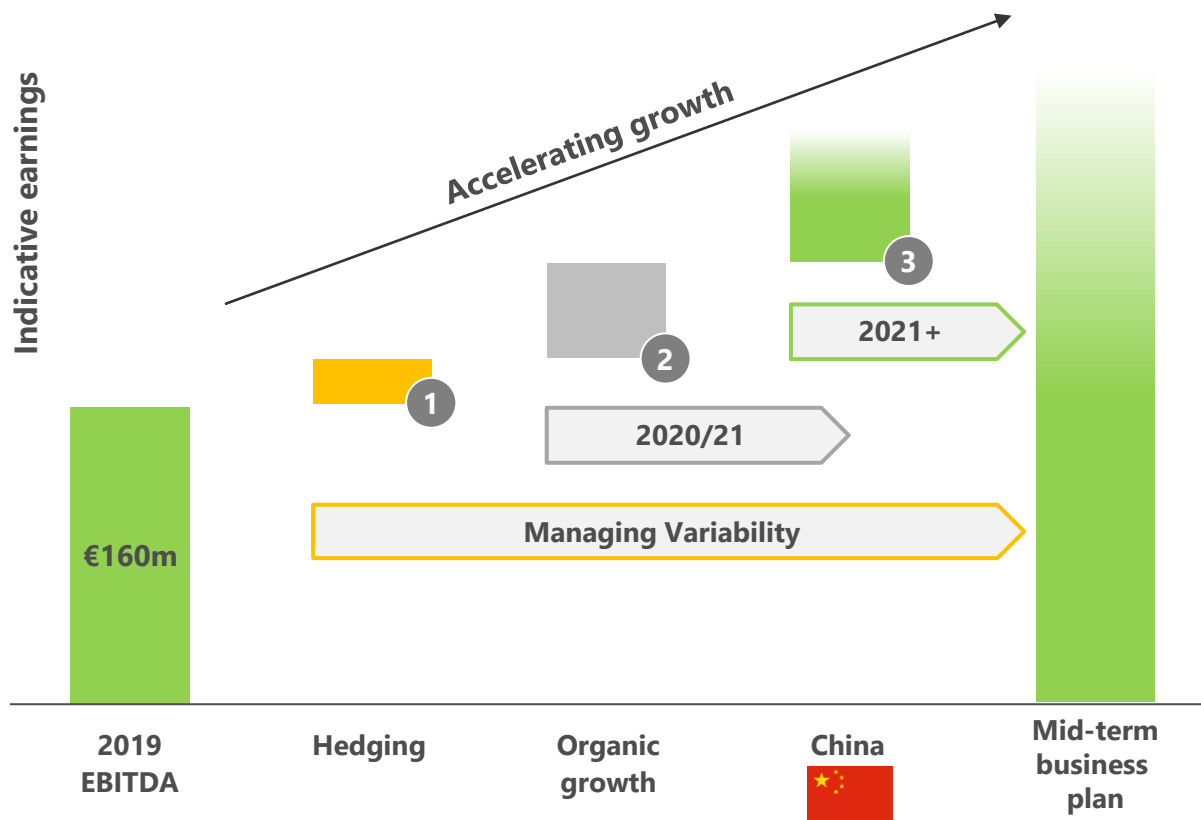 Indicative earnings
Accelerating growth
3
2021+
2
1
2020/21
Managing Variability
€160m
2019
EBITDA
Hedging
Organic
growth
China
Mid-term
business
plan